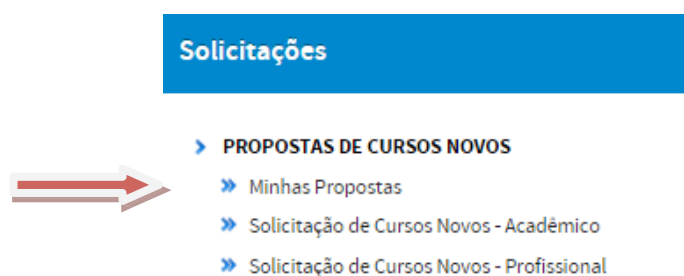 Solicitações
PROPOSTAS DE CURSOS NOVOS
Minhas Propostas
Solicitação de Cursos Novos - Acadêmico
Solicitação de Cursos Novos - Profissional